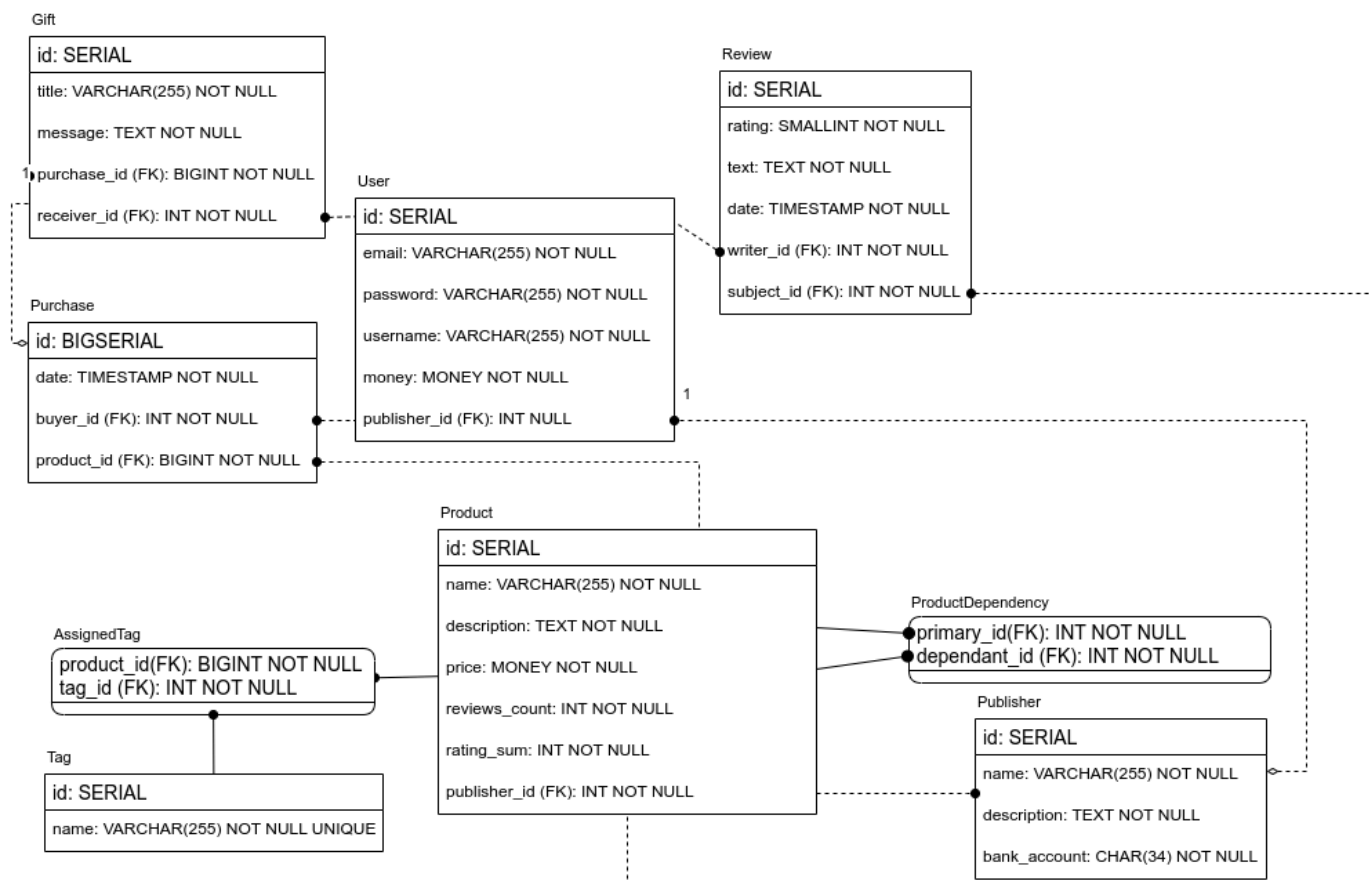 Gift
id: SERIAL
title: VARCHAR(255) NOT NULL
message: TEXT NOT NULL
1
purchase_id (FK): BIGINT NOT NULL
receiver_id (FK): INT NOT NULL
Review
id: SERIAL
rating: SMALLINT NOT NULL
text: TEXT NOT NULL
date: TIMESTAMP NOT NULL
writer_id (FK): INT NOT NULL
subject_id (FK): INT NOT NULL
User
id: SERIAL
email: VARCHAR(255) NOT NULL
password: VARCHAR(255) NOT NULL
username: VARCHAR(255) NOT NULL
money: MONEY NOT NULL
publisher_id (FK): INT NULL
1
Purchase
id: BIGSERIAL
date: TIMESTAMP NOT NULL
buyer_id (FK): INT NOT NULL
product_id (FK): BIGINT NOT NULL
Product
id: SERIAL
name: VARCHAR(255) NOT NULL
description: TEXT NOT NULL
price: MONEY NOT NULL
reviews_count: INT NOT NULL
rating_sum: INT NOT NULL
publisher_id (FK): INT NOT NULL
ProductDependency
primary_id(FK): INT NOT NULL
dependant_id (FK): INT NOT NULL
AssignedTag
product_id(FK): BIGINT NOT NULL
tag_id (FK): INT NOT NULL
Publisher
id: SERIAL
name: VARCHAR(255) NOT NULL
description: TEXT NOT NULL
bank_account: CHAR(34) NOT NULL
Tag
id: SERIAL
name: VARCHAR(255) NOT NULL UNIQUE